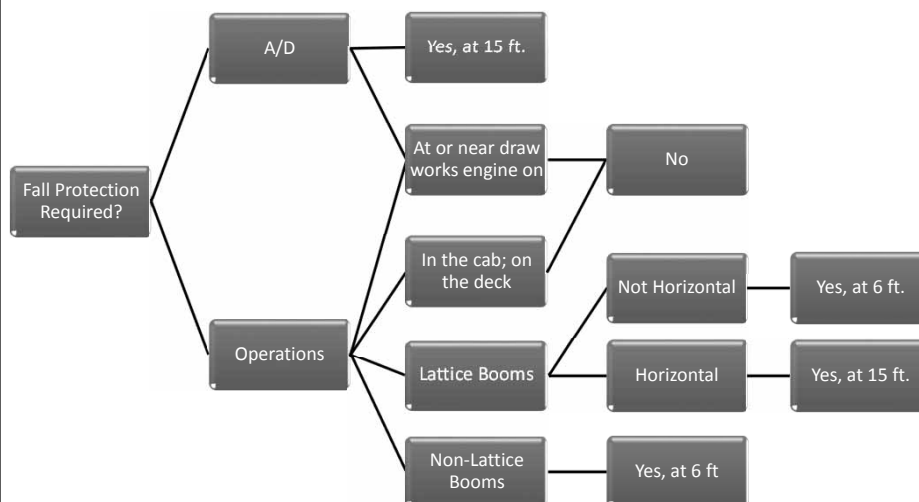 A/D
Yes, at 15 ft.
At or near draw
works engine on
No
Fall Protection
Required?
In the cab; on
the deck
Not Horizontal
Yes, at 6 ft.
Operations
Lattice Booms
Horizontal
Yes, at 15 ft.
Non-Lattice
Booms
Yes, at 6 ft